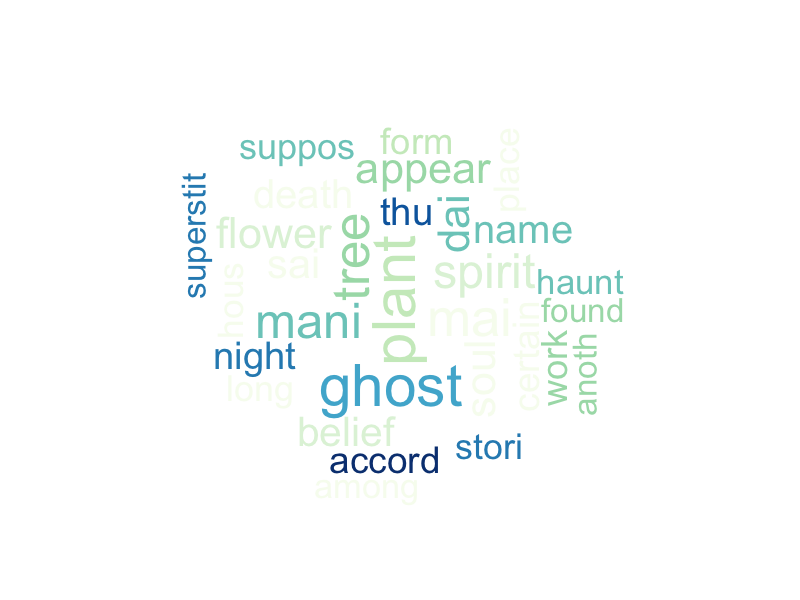 form
place
suppos
appear
death
superstit
thu
dai
flower
tree
name
spirit
sai
plant
haunt
hous
mani
mai
found
certain
night
work
anoth
soul
long
ghost
belief
stori
accord
among